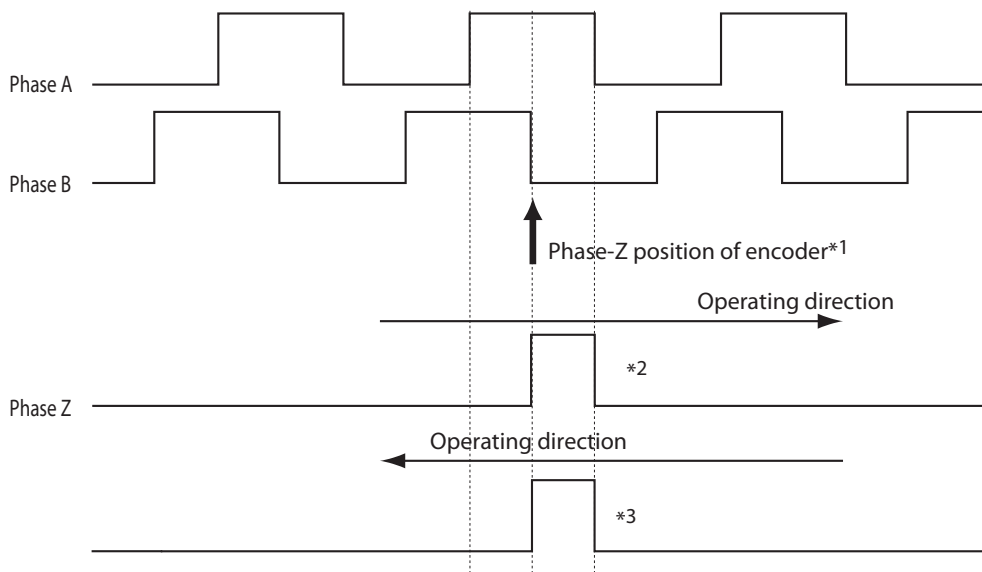 Phase A
Phase B
Phase-Z position of encoder*1
Operating direction
*2
Phase Z
Operating direction
*3